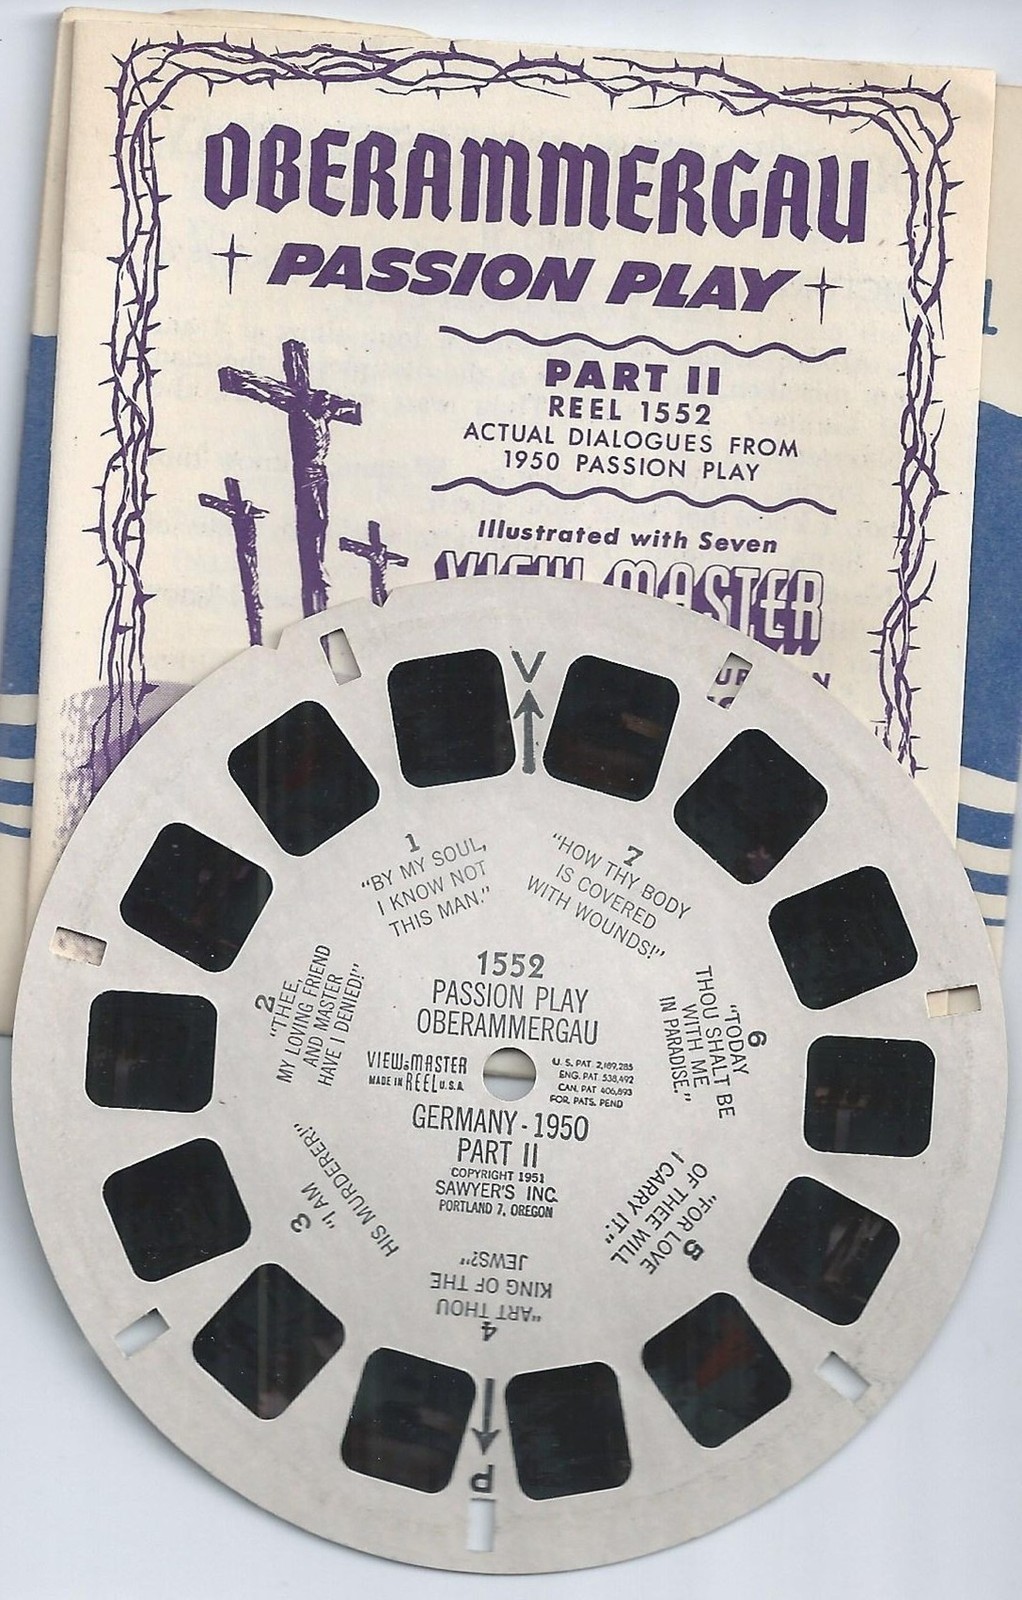 OBERAMMERGAU
PASSION PLAY
PART II
REEL 1552
ACTUAL DIALOGUES FROM
1950 PASSION PLAY
Illustrated with Seven
VIEW-MASTER
V
1
"BY MY SOUL,
I KNOW NOT
THIS MAN."
7
"HOW THY BODY
IS COVERED
WITH WOUNDS!"
2
"THEE,
MY LOVING FRIEND
AND MASTER
HAVE I DENIED!"
1552
PASSION PLAY
OBERAMMERGAU
VIEW-MASTER
MADE IN REEL U.S.A.
U.S. PAT. 2,189,285
ENG. PAT. 538,492
CAN. PAT. 406,893
FOR. PATS. PEND
GERMANY - 1950
PART II
COPYRIGHT 1951
SAWYER'S INC.
PORTLAND 7, OREGON
6
"TODAY
THOU SHALT BE
WITH ME
IN PARADISE."
3
"I AM
HIS MURDERER!"
5
"FOR LOVE
OF THEE WILL
I CARRY IT."
4
"ART THOU
KING OF THE
JEWS?"
P